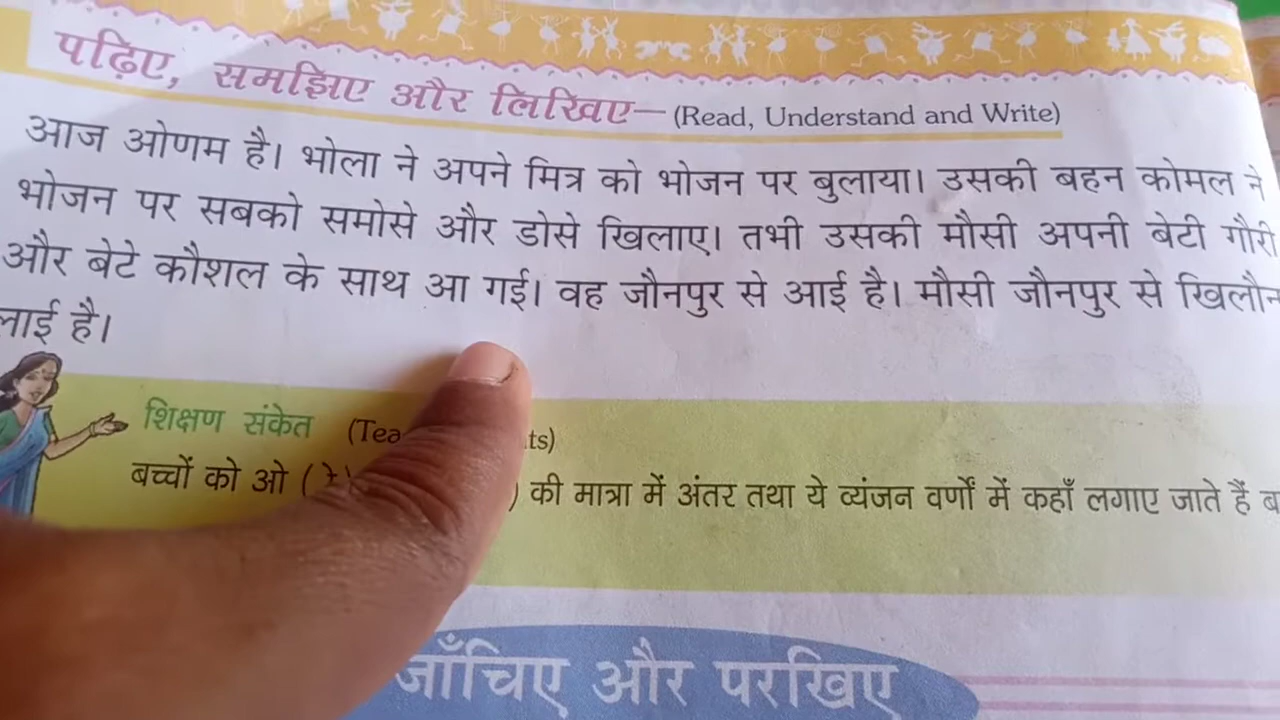 पढ़िए, समझिए और लिखिए— (Read, Understand and Write)
आज ओणम है। भोला ने अपने मित्र को भोजन पर बुलाया। उसकी बहन कोमल ने
भोजन पर सबको समोसे और डोसे खिलाए। तभी उसकी मौसी अपनी बेटी गौरी
और बेटे कौशल के साथ आ गई। वह जौनपुर से आई है। मौसी जौनपुर से
लाई है।
शिक्षण संकेत
बच्चों को ओ ( ो ) की मात्रा में अंतर तथा ये व्यंजन वर्णों में कहाँ लगाए जाते हैं
जाँचिए और परखिए